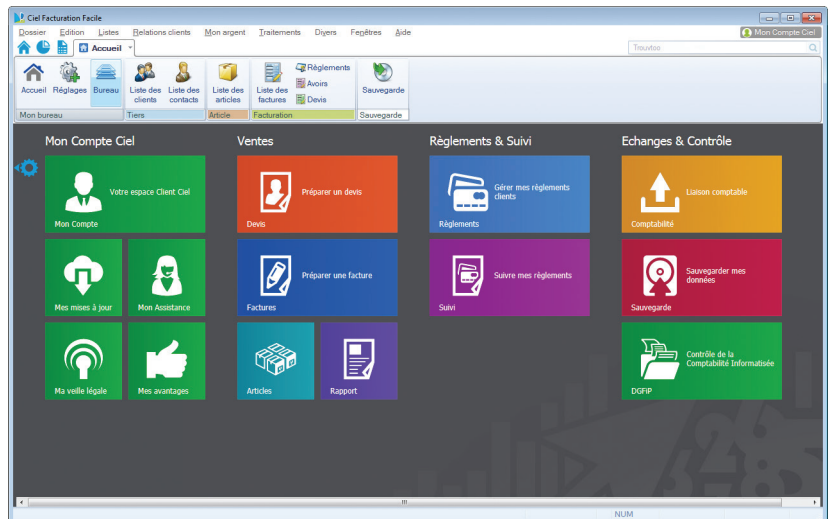 Ciel Facturation Facile
Dossier Edition Listes Relations clients Mon argent Traitements Divers Fenêtres Aide
Mon Compte Ciel
Accueil
Trouvtoo
Accueil Réglages Bureau
Liste des clients
Liste des contacts
Liste des articles
Liste des factures
Règlements
Avoirs
Devis
Sauvegarde
Mon bureau Tiers Article Facturation Sauvegarde
Mon Compte Ciel
Votre espace Client Ciel
Mon Compte
Mes mises à jour
Mon Assistance
Ma veille légale
Mes avantages
Ventes
Préparer un devis
Devis
Préparer une facture
Factures
Articles
Rapport
Règlements & Suivi
Gérer mes règlements
clients
Règlements
Suivre mes règlements
Suivi
Echanges & Contrôle
Liaison comptable
Comptabilité
Sauvegarder mes
données
Sauvegarde
Contrôle de la
Comptabilité Informatisée
DGFiP
NUM